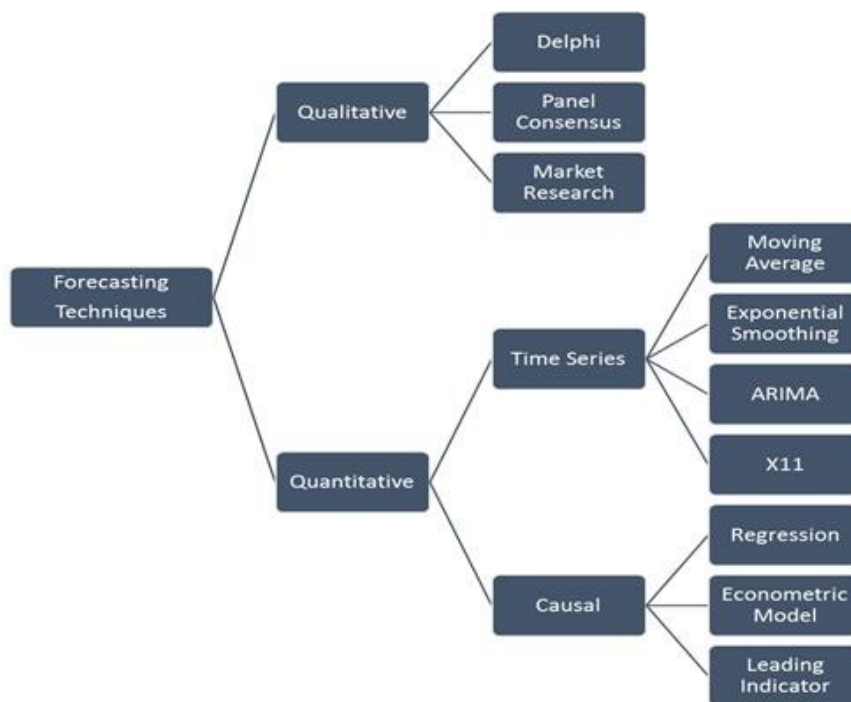 Forecasting
Techniques
Qualitative
Delphi
Panel
Consensus
Market
Research
Quantitative
Time Series
Moving
Average
Exponential
Smoothing
ARIMA
X11
Causal
Regression
Econometric
Model
Leading
Indicator